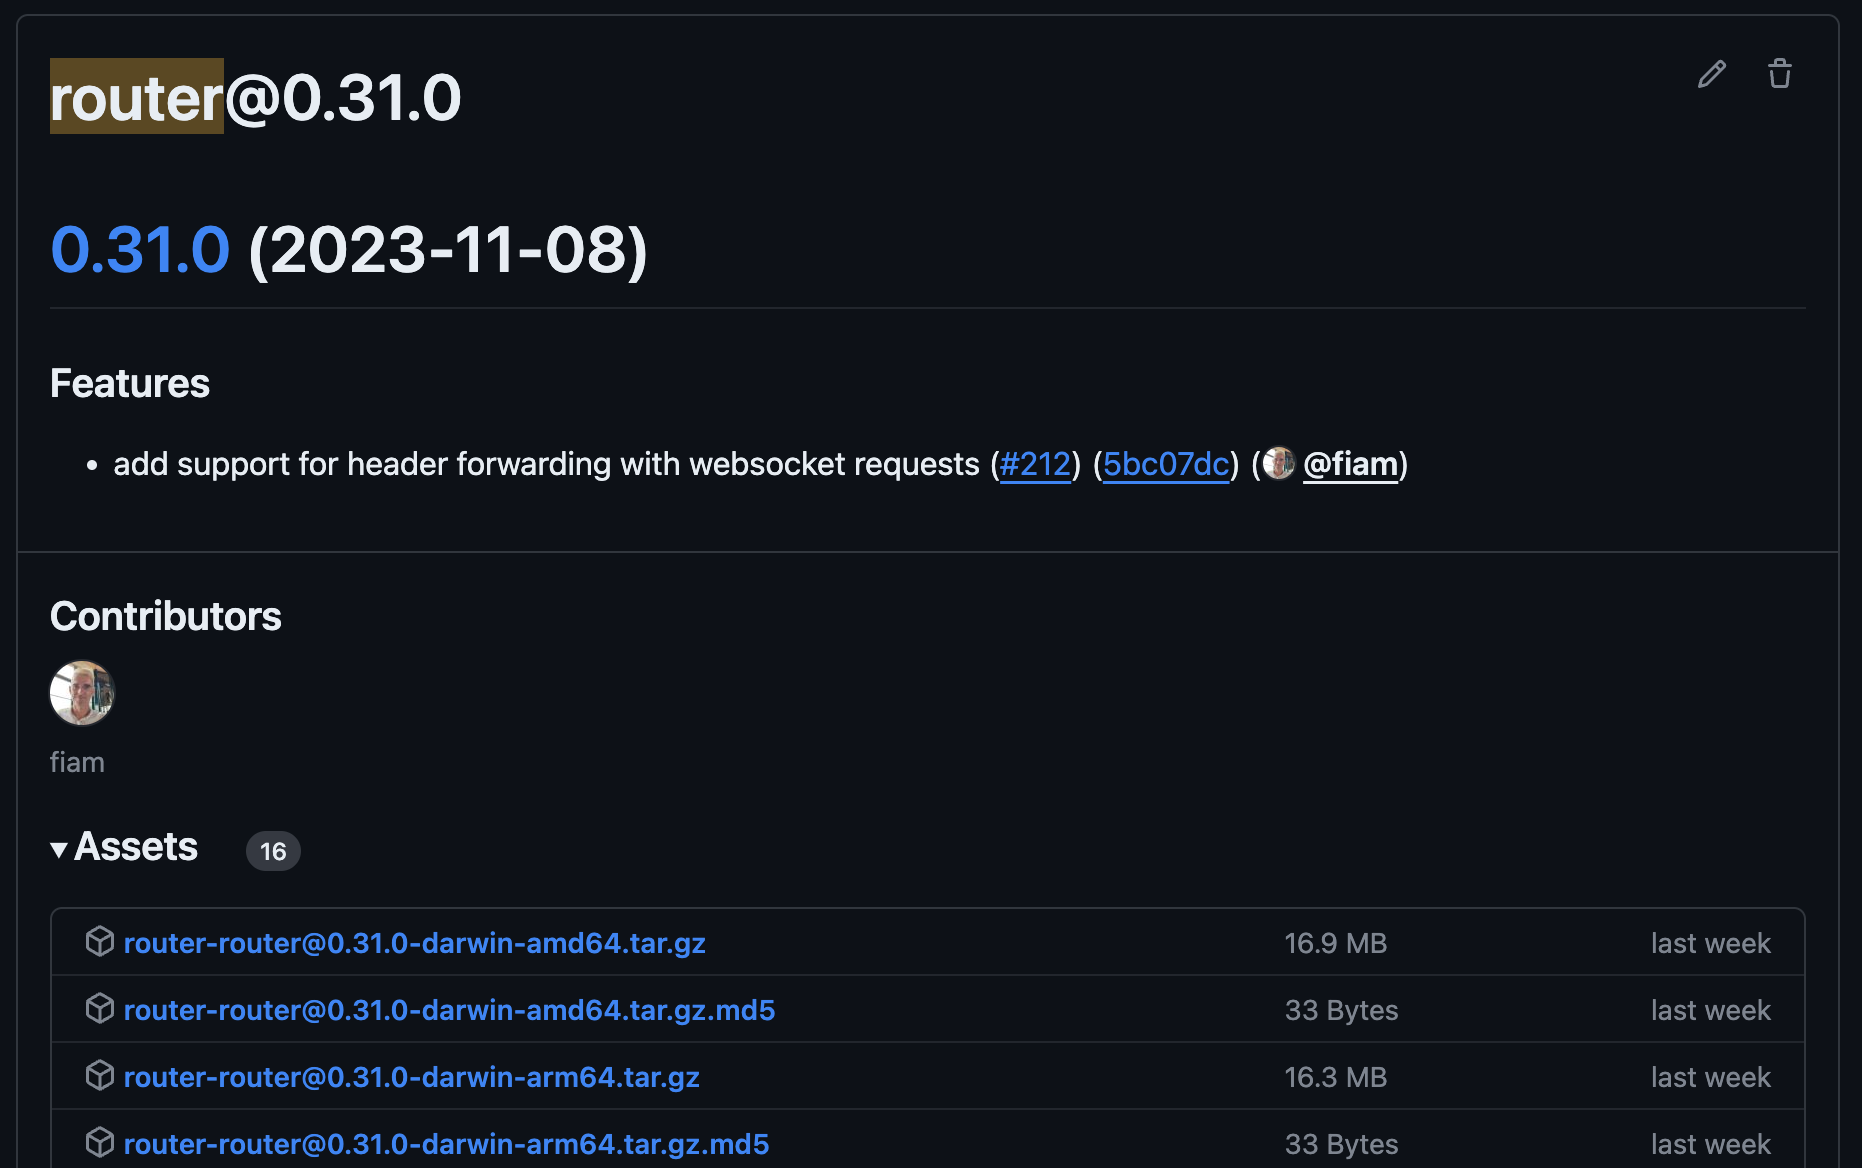 router@0.31.0
0.31.0 (2023-11-08)
Features
• add support for header forwarding with websocket requests (#212) (5bc07dc) ( @fiam)
Contributors
fiam
▾ Assets 16
router-router@0.31.0-darwin-amd64.tar.gz 16.9 MB last week
router-router@0.31.0-darwin-amd64.tar.gz.md5 33 Bytes last week
router-router@0.31.0-darwin-arm64.tar.gz 16.3 MB last week
router-router@0.31.0-darwin-arm64.tar.gz.md5 33 Bytes last week